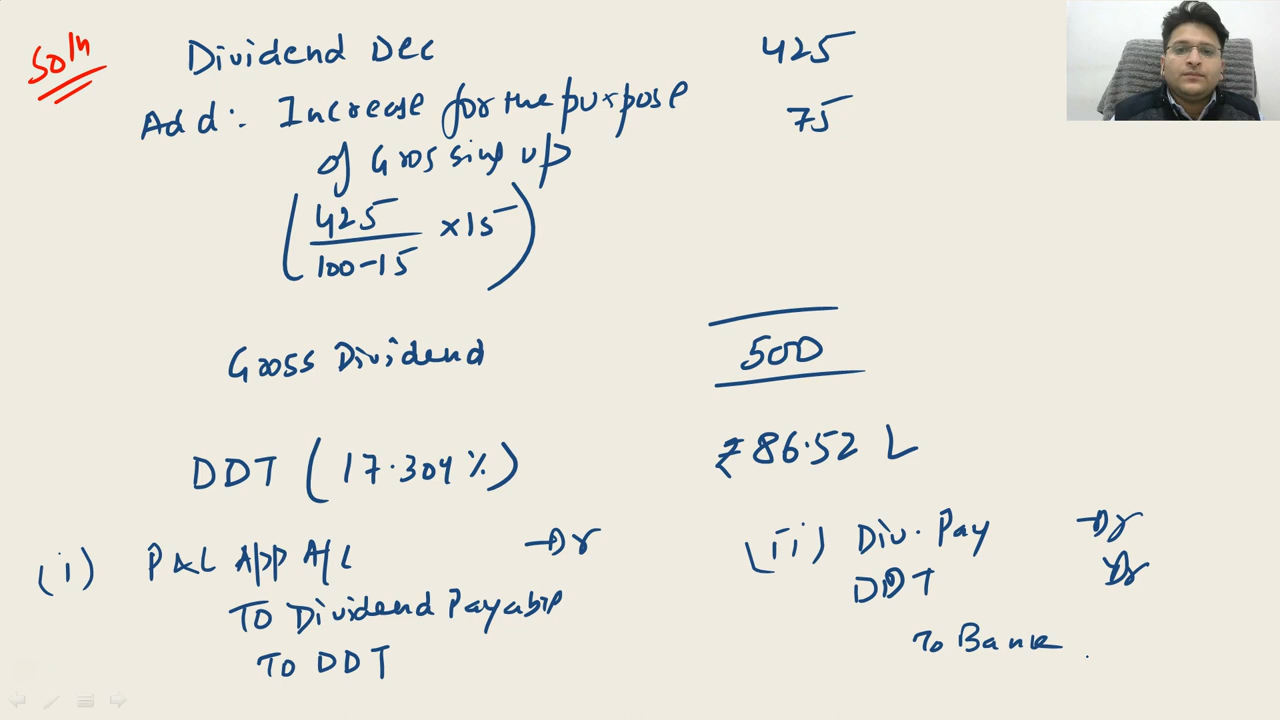 Soln
Dividend Dec 425
Add: Increase for the purpose 75
of Grossing up
(425/100-15 ×15)
Gross Dividend 500
DDT (17.304%) ₹86.52 L
(i) P&L App A/c -Dr
To Dividend Payable
To DDT
(ii) Div. Pay -Dr
DDT Dr
To Bank